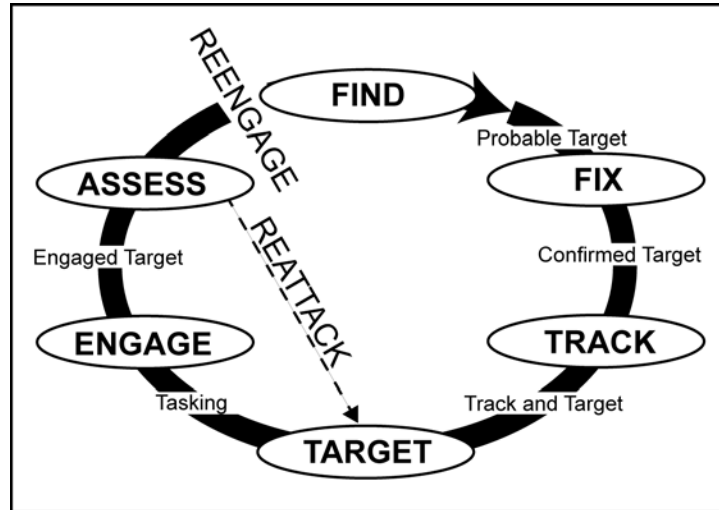 REENGAGE
FIND
Probable Target
ASSESS
FIX
REATTACK
Engaged Target
Confirmed Target
ENGAGE
TRACK
Tasking
Track and Target
TARGET